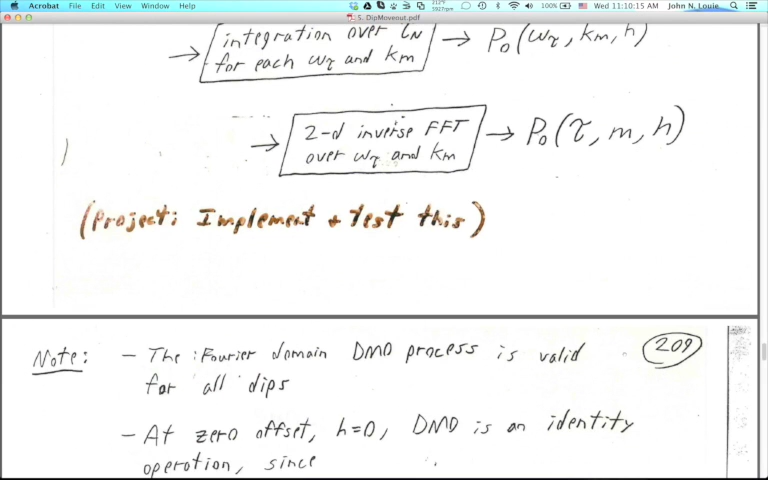 Acrobat File Edit View Window Help 100% Wed 11:10:15 AM John N. Louie
5. DipMoveout.pdf
→ integration over tN → P₀(ωτ, km, h)
for each ωτ and km
→ 2-d inverse FFT → P₀(τ, m, h)
over ωτ and km
(Project: Implement + test this)
Note: - The Fourier domain DMO process is valid 209
for all dips
- At zero offset, h=0, DMO is an identity
operation, since